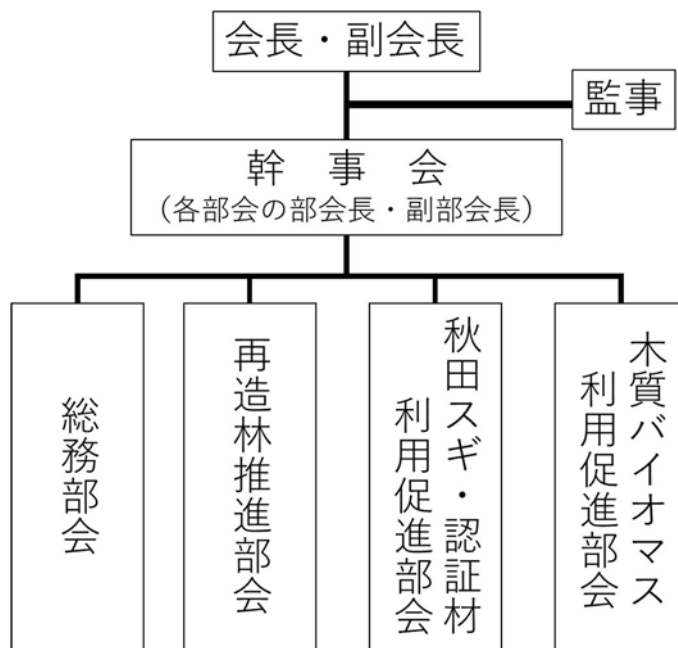 会長・副会長
監事
幹 事 会
（各部会の部会長・副部会長）
総務部会
再造林推進部会
秋田スギ・認証材
利用促進部会
木質バイオマス
利用促進部会